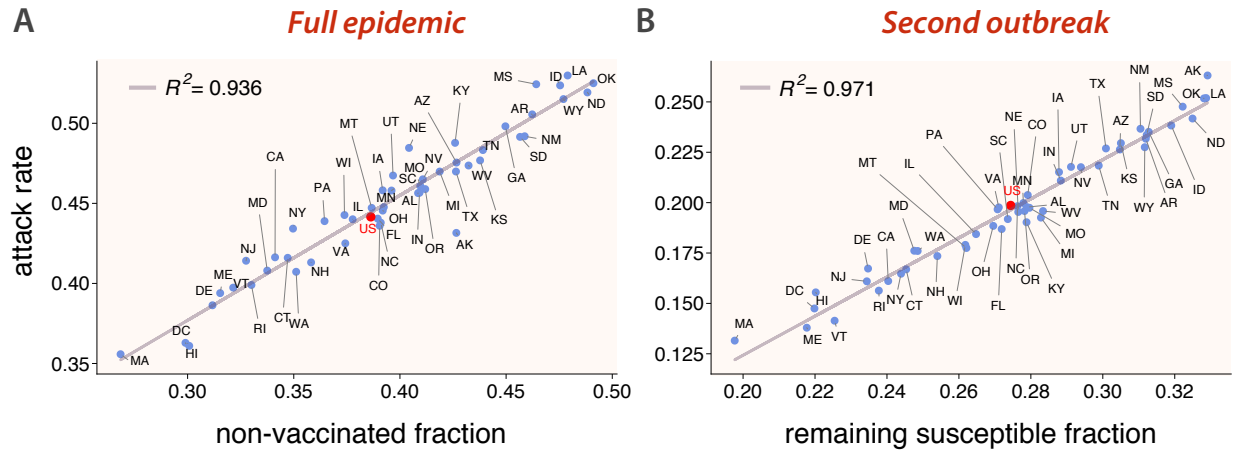 A
Full epidemic
R² = 0.936
attack rate
0.50
0.45
0.40
0.35
0.30
0.35
0.40
0.45
0.50
non-vaccinated fraction
MS
ID
LA
OK
ND
WY
AR
KY
AZ
NE
UT
MT
TN
NM
SD
GA
WV
KS
TX
MI
NV
MO
SC
IA
WI
PA
CA
NY
MD
IL
MN
AL
OH
US
FL
IN
OR
AK
NC
CO
VA
NJ
ME
DE
VT
NH
RI
CT
WA
DC
HI
MA
B
Second outbreak
R² = 0.971
attack rate
0.250
0.225
0.200
0.175
0.150
0.125
0.20
0.22
0.24
0.26
0.28
0.30
0.32
remaining susceptible fraction
AK
MS
NM
OK
LA
TX
SD
AZ
ND
IA
UT
CO
NE
SC
PA
IN
NV
KS
GA
ID
TN
WY
AR
IL
MT
VA
US
MN
AL
WV
MO
MI
MD
WA
DE
CA
NJ
OH
NC
OR
KY
FL
NH
WI
RI
NY
CT
DC
HI
ME
VT
MA